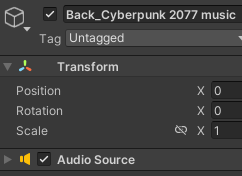 Back_Cyberpunk 2077 music
Tag Untagged
Transform
Position X 0
Rotation X 0
Scale X 1
Audio Source